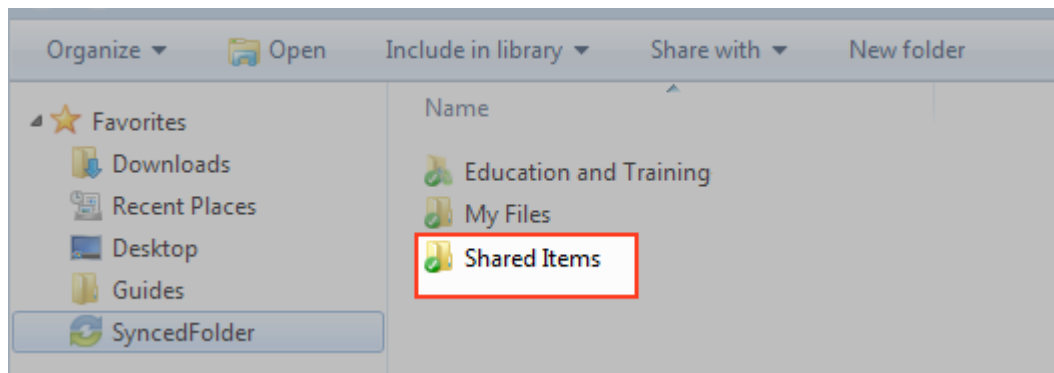 Organize Open Include in library Share with New folder
Favorites
Downloads
Recent Places
Desktop
Guides
SyncedFolder
Name
Education and Training
My Files
Shared Items